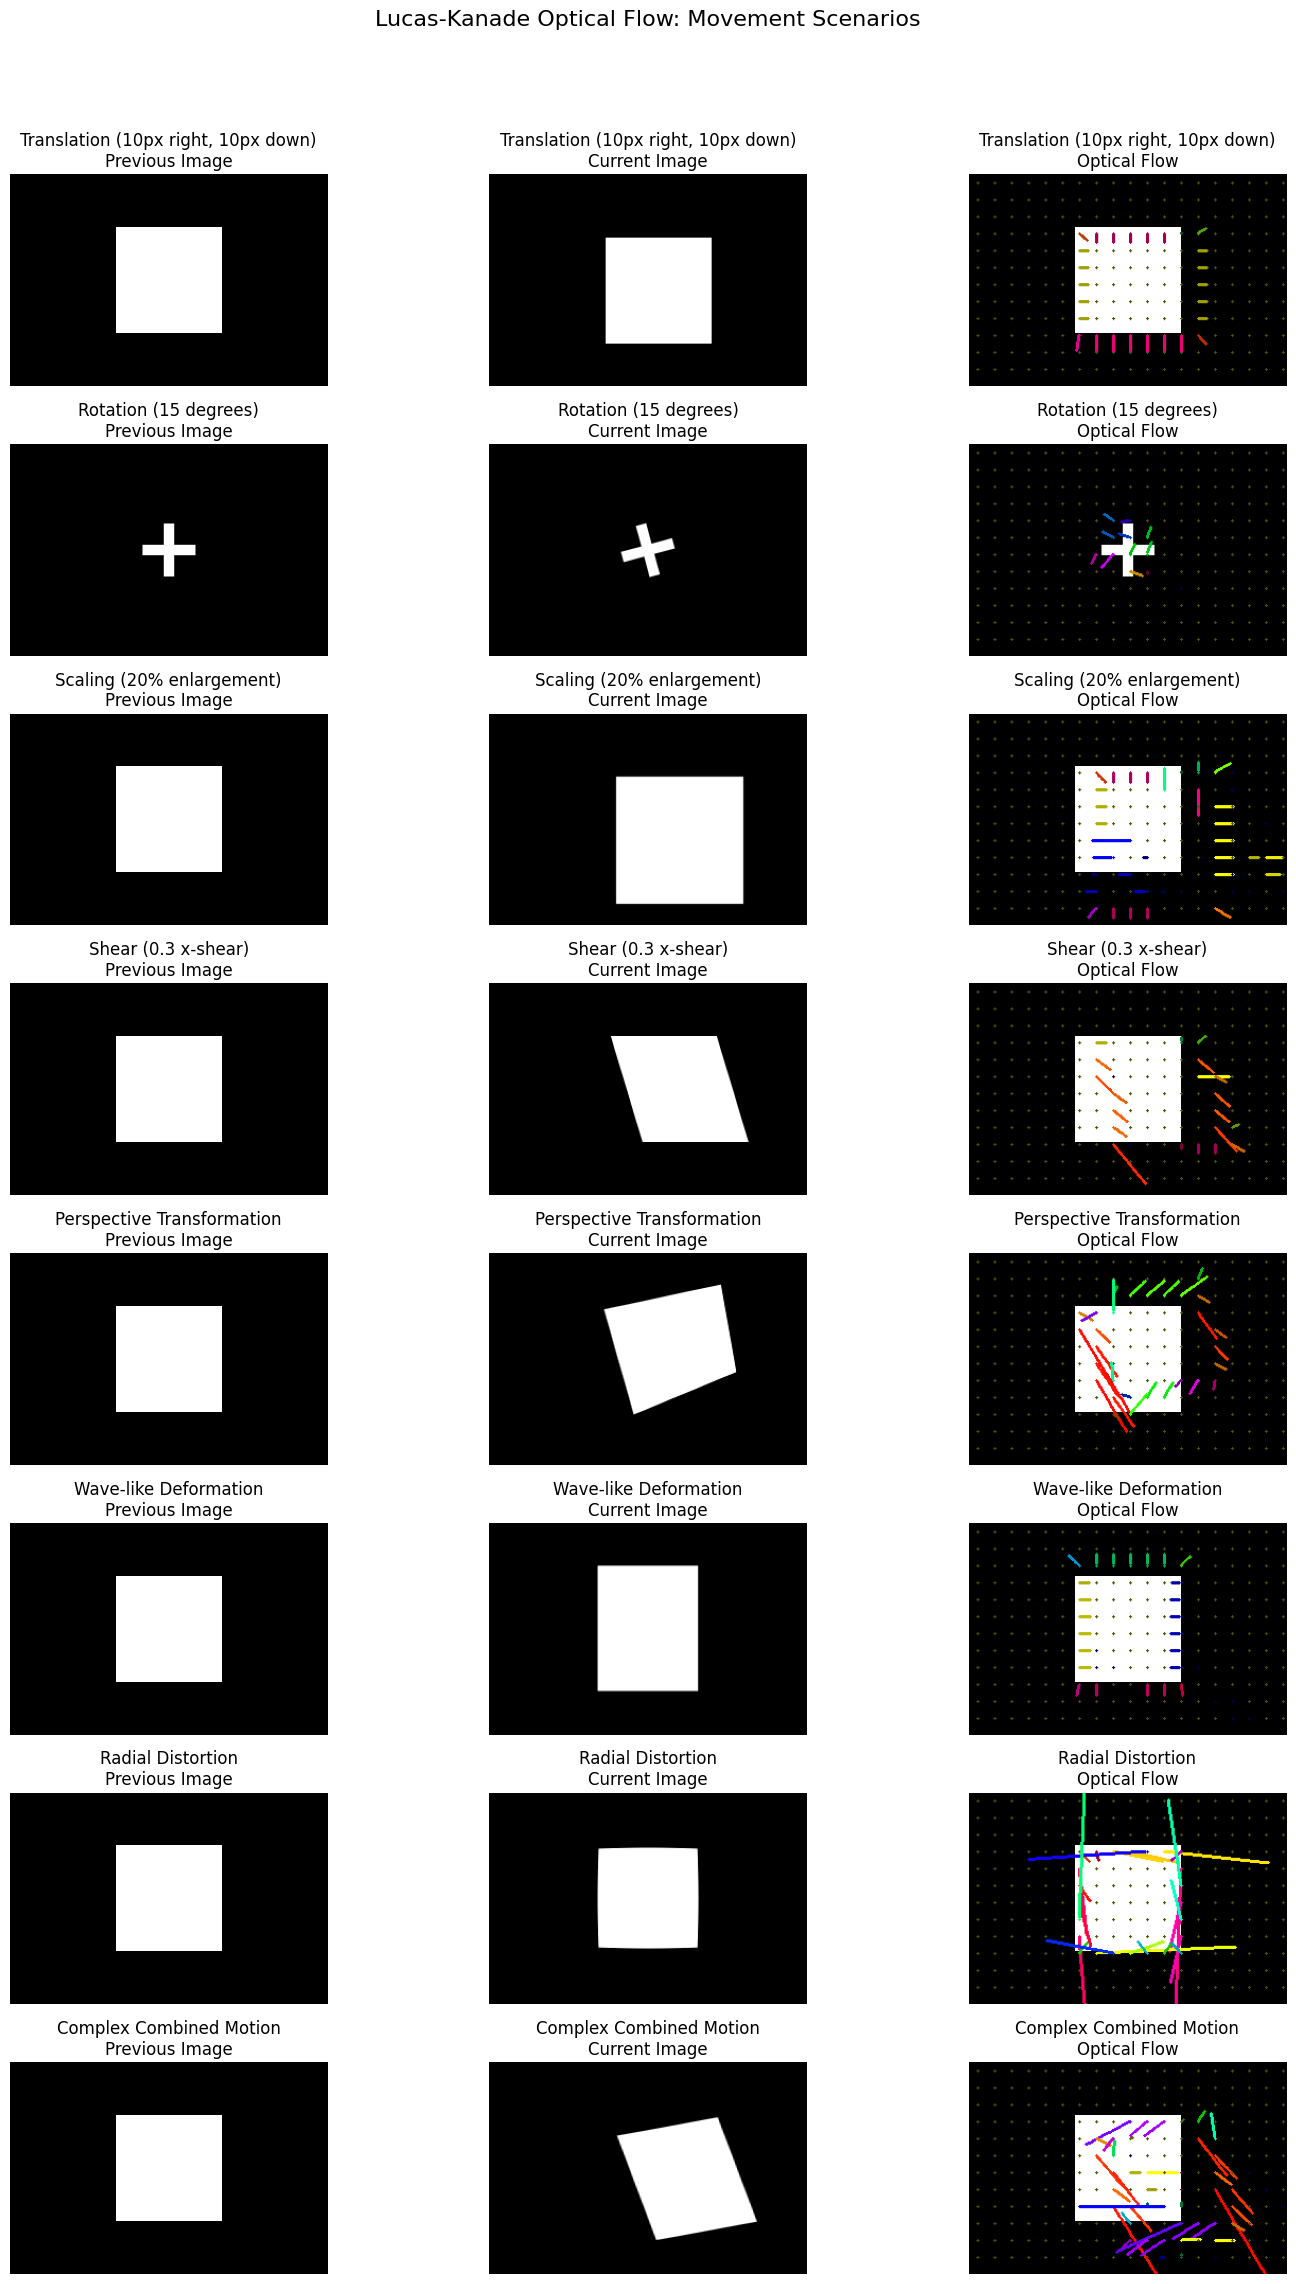 Lucas-Kanade Optical Flow: Movement Scenarios
Translation (10px right, 10px down)
Previous Image
Translation (10px right, 10px down)
Current Image
Translation (10px right, 10px down)
Optical Flow
Rotation (15 degrees)
Previous Image
Rotation (15 degrees)
Current Image
Rotation (15 degrees)
Optical Flow
Scaling (20% enlargement)
Previous Image
Scaling (20% enlargement)
Current Image
Scaling (20% enlargement)
Optical Flow
Shear (0.3 x-shear)
Previous Image
Shear (0.3 x-shear)
Current Image
Shear (0.3 x-shear)
Optical Flow
Perspective Transformation
Previous Image
Perspective Transformation
Current Image
Perspective Transformation
Optical Flow
Wave-like Deformation
Previous Image
Wave-like Deformation
Current Image
Wave-like Deformation
Optical Flow
Radial Distortion
Previous Image
Radial Distortion
Current Image
Radial Distortion
Optical Flow
Complex Combined Motion
Previous Image
Complex Combined Motion
Current Image
Complex Combined Motion
Optical Flow